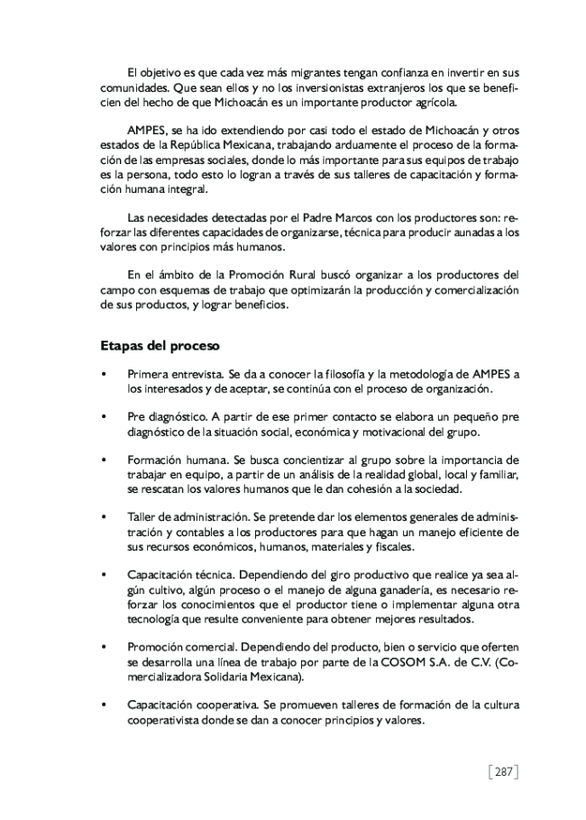 El objetivo es que cada vez más migrantes tengan confianza en invertir en sus
comunidades. Que sean ellos y no los inversionistas extranjeros los que se benefi-
cien del hecho de que Michoacán es un importante productor agrícola.
AMPES, se ha ido extendiendo por casi todo el estado de Michoacán y otros
estados de la República Mexicana, trabajando arduamente el proceso de la forma-
ción de las empresas sociales, donde lo más importante para sus equipos de trabajo
es la persona, todo esto lo logran a través de sus talleres de capacitación y forma-
ción humana integral.
Las necesidades detectadas por el Padre Marcos con los productores son: re-
forzar las diferentes capacidades de organizarse, técnica para producir aunadas a los
valores con principios más humanos.
En el ámbito de la Promoción Rural buscó organizar a los productores del
campo con esquemas de trabajo que optimizarán la producción y comercialización
de sus productos, y lograr beneficios.
Etapas del proceso
• Primera entrevista. Se da a conocer la filosofía y la metodología de AMPES a
los interesados y de aceptar, se continúa con el proceso de organización.
• Pre diagnóstico. A partir de ese primer contacto se elabora un pequeño pre
diagnóstico de la situación social, económica y motivacional del grupo.
• Formación humana. Se busca concientizar al grupo sobre la importancia de
trabajar en equipo, a partir de un análisis de la realidad global, local y familiar,
se rescatan los valores humanos que le dan cohesión a la sociedad.
• Taller de administración. Se pretende dar los elementos generales de adminis-
tración y contables a los productores para que hagan un manejo eficiente de
sus recursos económicos, humanos, materiales y fiscales.
• Capacitación técnica. Dependiendo del giro productivo que realice ya sea al-
gún cultivo, algún proceso o el manejo de alguna ganadería, es necesario re-
forzar los conocimientos que el productor tiene o implementar alguna otra
tecnología que resulte conveniente para obtener mejores resultados.
• Promoción comercial. Dependiendo del producto, bien o servicio que oferten
se desarrolla una línea de trabajo por parte de la COSOM S.A. de C.V. (Co-
mercializadora Solidaria Mexicana).
• Capacitación cooperativa. Se promueven talleres de formación de la cultura
cooperativista donde se dan a conocer principios y valores.
[287]